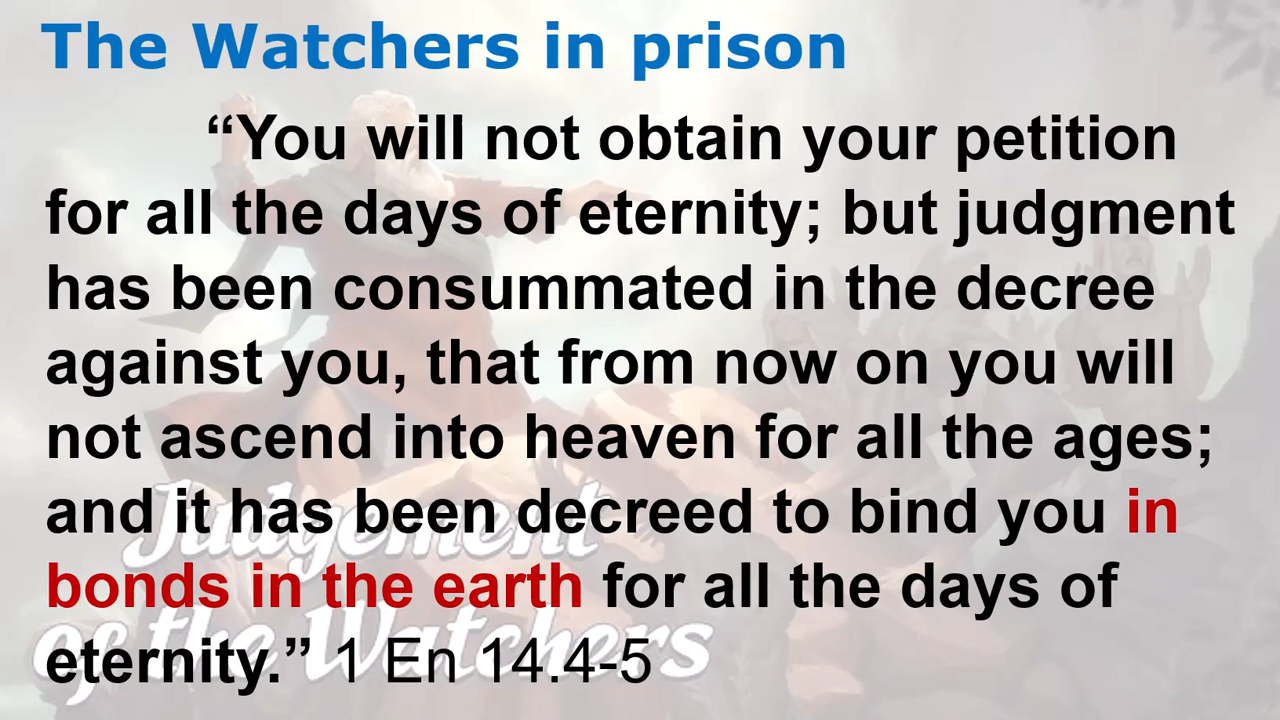 The Watchers in prison
“You will not obtain your petition
for all the days of eternity; but judgment
has been consummated in the decree
against you, that from now on you will
not ascend into heaven for all the ages;
and it has been decreed to bind you in
bonds in the earth for all the days of
eternity.” 1 En 14.4-5
Judgement
of the Watchers